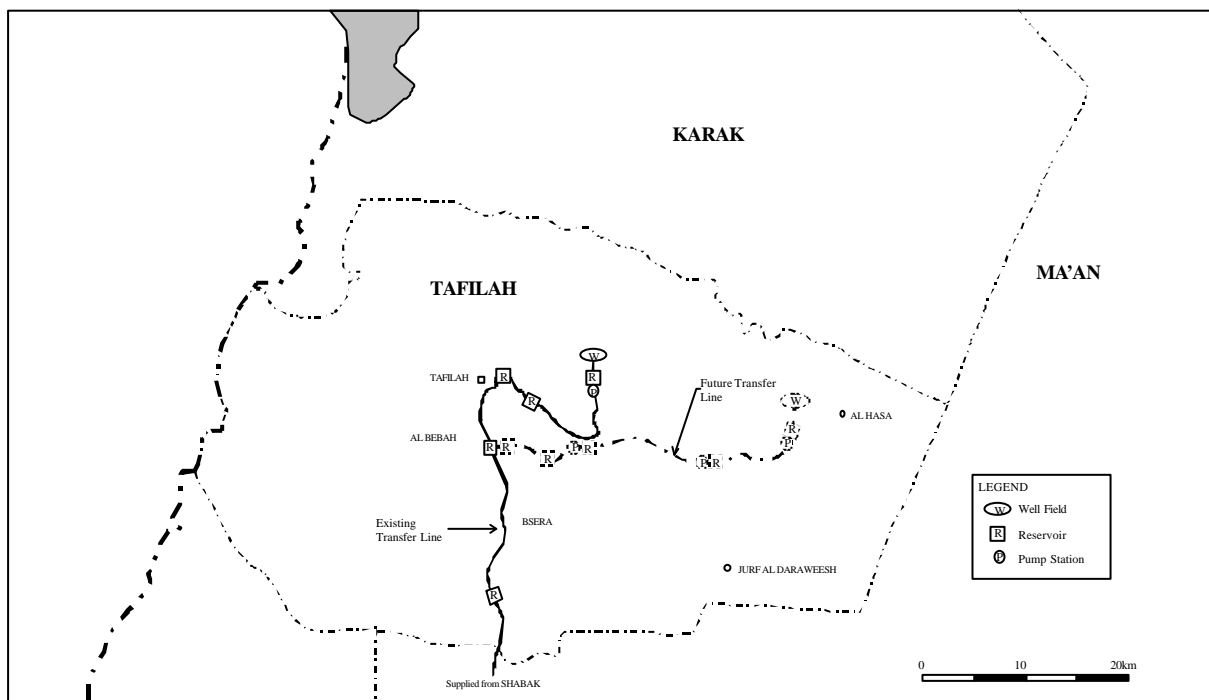 KARAK
MA'AN
TAFILAH
W
R
P
TAFILAH
R
R
Future Transfer
Line
W
AL HASA
R
P
AL BEBAH
R
R
R
P
R
P
R
Existing
Transfer Line
BSERA
R
JURF AL DARAWEESH
Supplied from SHABAK
LEGEND
W Well Field
R Reservoir
P Pump Station
0 10 20km